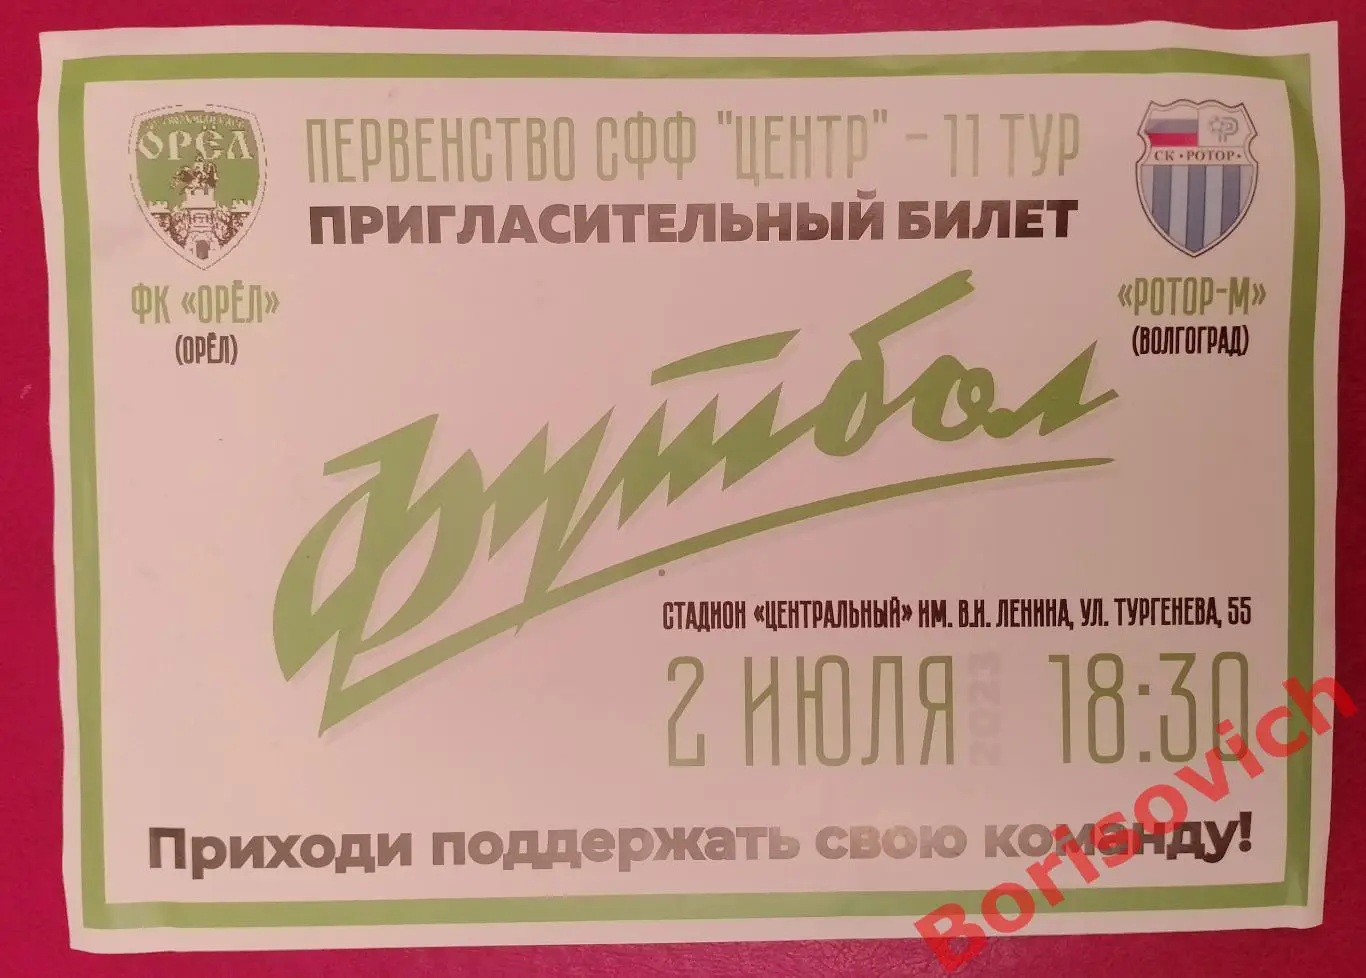 ПЕРВЕНСТВО СФФ "ЦЕНТР" - 11 ТУР
ПРИГЛАСИТЕЛЬНЫЙ БИЛЕТ
ОРЁЛ
ФК «ОРЁЛ»
(ОРЁЛ)
СК • РОТОР •
«РОТОР-М»
(ВОЛГОГРАД)
футбол
СТАДИОН «ЦЕНТРАЛЬНЫЙ» ИМ. В.И. ЛЕНИНА, УЛ. ТУРГЕНЕВА, 55
2 ИЮЛЯ 2023 18:30
Приходи поддержать свою команду!
Borisovich